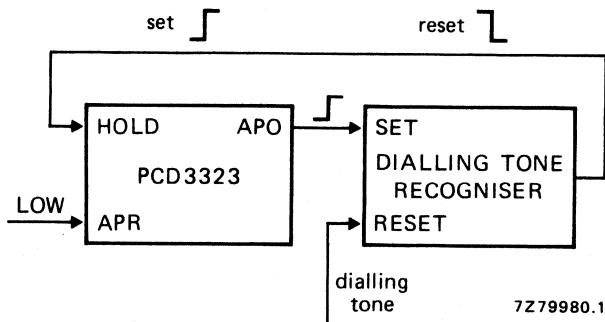 set
reset
HOLD
APO
SET
PCD3323
DIALLING TONE
RECOGNISER
LOW
APR
RESET
dialling
tone
7Z79980.1